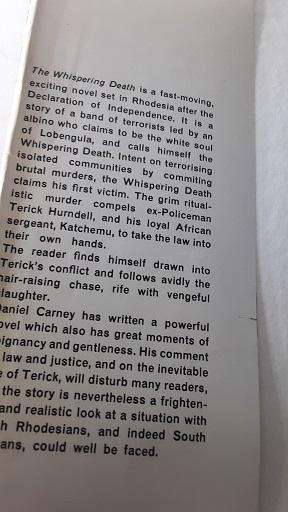 The Whispering Death is a fast-moving,
exciting novel set in Rhodesia after the
Declaration of Independence. It is a
story of a band of terrorists led by an
albino who claims to be the white soul
of Lobengula, and calls himself the
Whispering Death. Intent on terrorising
isolated communities by commiting
brutal murders, the Whispering Death
claims his first victim. The grim ritual-
istic murder compels ex-Policeman
Terick Hurndell, and his loyal African
sergeant, Katchemu, to take the law into
their own hands.
The reader finds himself drawn into
Terick's conflict and follows avidly the
hair-raising chase, rife with vengeful
laughter.
Daniel Carney has written a powerful
ovel which also has great moments of
ignancy and gentleness. His comment
law and justice, and on the inevitable
of Terick, will disturb many readers,
the story is nevertheless a frighten-
and realistic look at a situation with
h Rhodesians, and indeed South
ans, could well be faced.